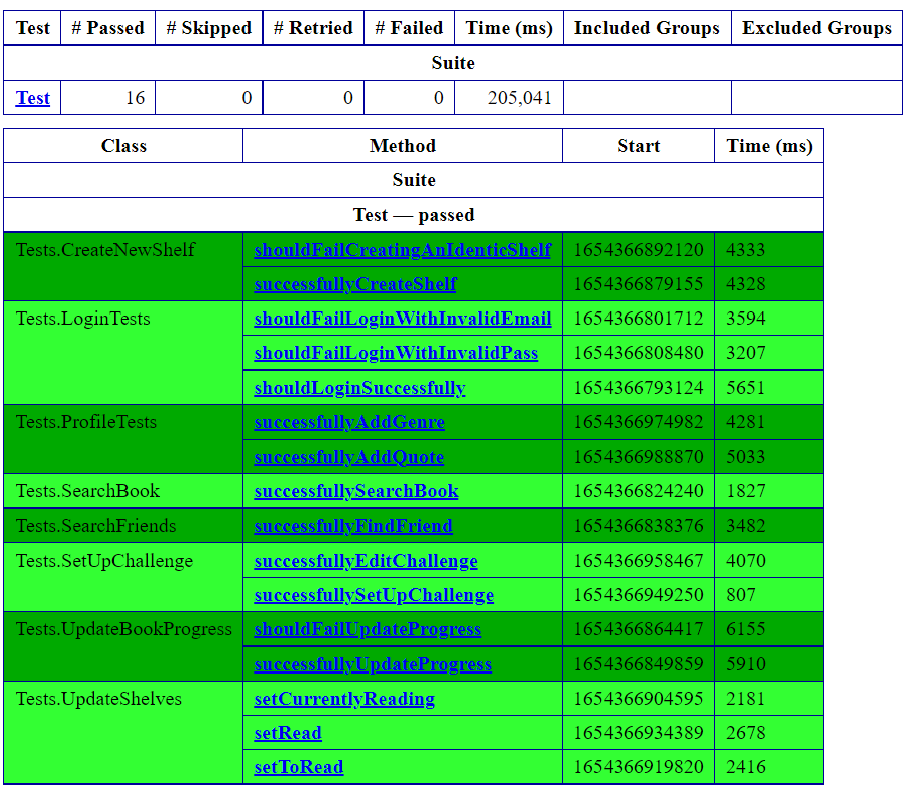 Test # Passed # Skipped # Retried # Failed Time (ms) Included Groups Excluded Groups
Suite
Test 16 0 0 0 205,041
Class Method Start Time (ms)
Suite
Test — passed
Tests.CreateNewShelf shouldFailCreatingAnIdenticShelf 1654366892120 4333
successfullyCreateShelf 1654366879155 4328
Tests.LoginTests shouldFailLoginWithInvalidEmail 1654366801712 3594
shouldFailLoginWithInvalidPass 1654366808480 3207
shouldLoginSuccessfully 1654366793124 5651
Tests.ProfileTests successfullyAddGenre 1654366974982 4281
successfullyAddQuote 1654366988870 5033
Tests.SearchBook successfullySearchBook 1654366824240 1827
Tests.SearchFriends successfullyFindFriend 1654366838376 3482
Tests.SetUpChallenge successfullyEditChallenge 1654366958467 4070
successfullySetUpChallenge 1654366949250 807
Tests.UpdateBookProgress shouldFailUpdateProgress 1654366864417 6155
successfullyUpdateProgress 1654366849859 5910
Tests.UpdateShelves setCurrentlyReading 1654366904595 2181
setRead 1654366934389 2678
setToRead 1654366919820 2416